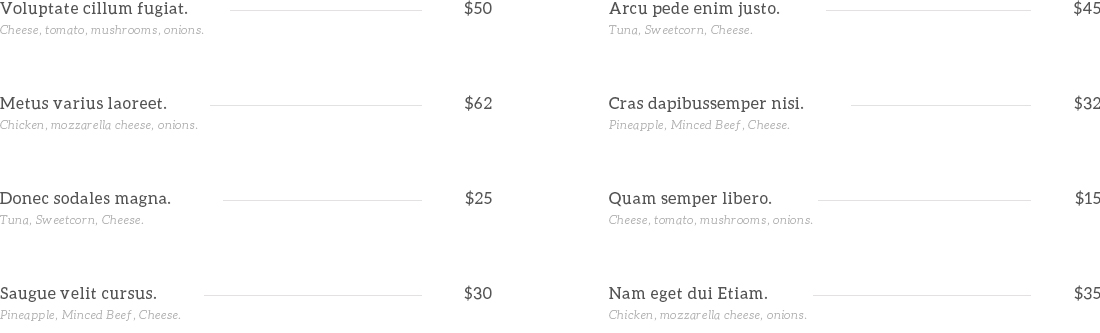 Voluptate cillum fugiat. $50
Cheese, tomato, mushrooms, onions.
Metus varius laoreet. $62
Chicken, mozzarella cheese, onions.
Donec sodales magna. $25
Tuna, Sweetcorn, Cheese.
Saugue velit cursus. $30
Pineapple, Minced Beef, Cheese.
Arcu pede enim justo. $45
Tuna, Sweetcorn, Cheese.
Cras dapibussemper nisi. $32
Pineapple, Minced Beef, Cheese.
Quam semper libero. $15
Cheese, tomato, mushrooms, onions.
Nam eget dui Etiam. $35
Chicken, mozzarella cheese, onions.